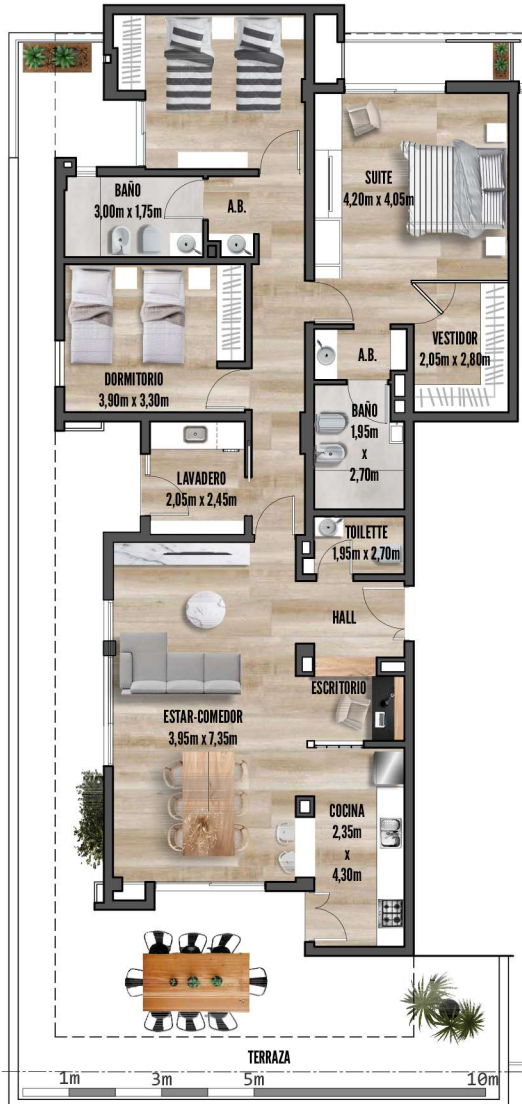 BAÑO
3,00m x 1,75m
A.B.
SUITE
4,20m x 4,05m
DORMITORIO
3,90m x 3,30m
A.B.
VESTIDOR
2,05m x 2,80m
BAÑO
1,95m
x
2,70m
LAVADERO
2,05m x 2,45m
TOILETTE
1,95m x 2,70m
HALL
ESCRITORIO
ESTAR-COMEDOR
3,95m x 7,35m
COCINA
2,35m
x
4,30m
TERRAZA
1m 3m 5m 10m